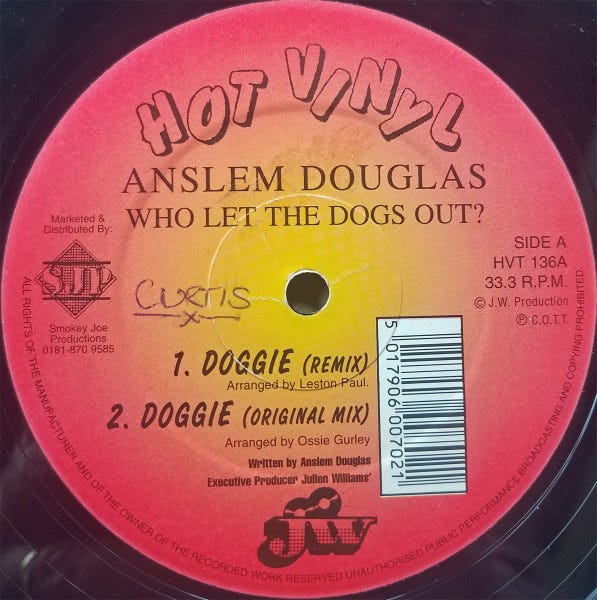 HOT VINYL
ANSLEM DOUGLAS
WHO LET THE DOGS OUT?
Marketed &
Distributed By:
SJP
Smokey Joe
Productions
0181-870 9585
SIDE A
HVT 136A
33.3 R.P.M.
© J.W. Production
℗ C.O.T.T.
CURTIS
x
1. DOGGIE (REMIX)
Arranged by Leston Paul.
2. DOGGIE (ORIGINAL MIX)
Arranged by Ossie Gurley
Written by Anslem Douglas
Executive Producer Julien Williams'
5 017906 007021
JW
ALL RIGHTS OF THE MANUFACTURER AND OF THE OWNER OF THE RECORDED WORK RESERVED UNAUTHORISED PUBLIC PERFORMANCE BROADCASTING AND COPYING PROHIBITED.